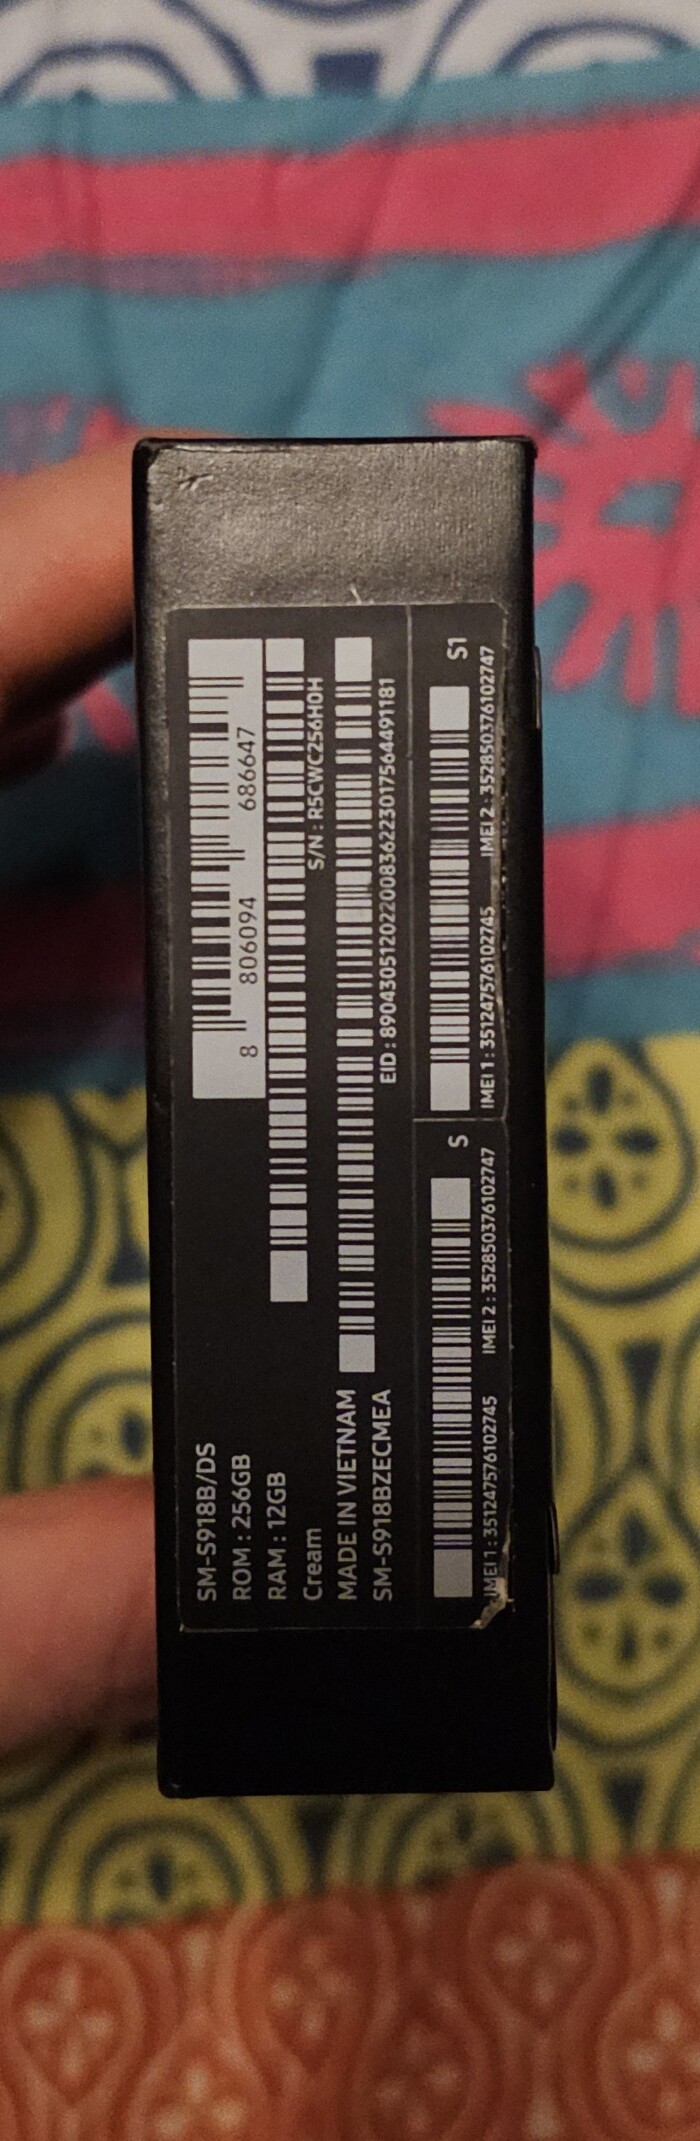 SM-S918B/DS
ROM : 256GB
RAM : 12GB
Cream
MADE IN VIETNAM
SM-S918BZECMEA
8 806094 686647
S/N : R5CWC256H0H
EID : 89043051202200836223017564491181
S
IMEI 1 : 351247576102745 IMEI 2 : 352850376102747
S1
IMEI 1 : 351247576102745 IMEI 2 : 352850376102747